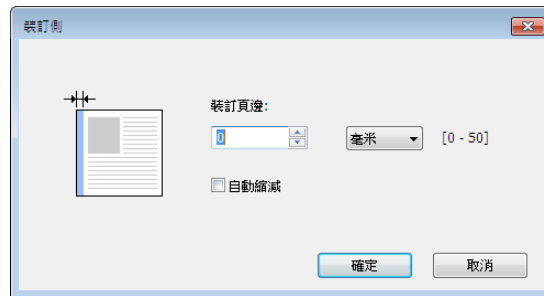 裝訂側
裝訂頁邊:
0 毫米 [0 - 50]
自動縮減
確定 取消